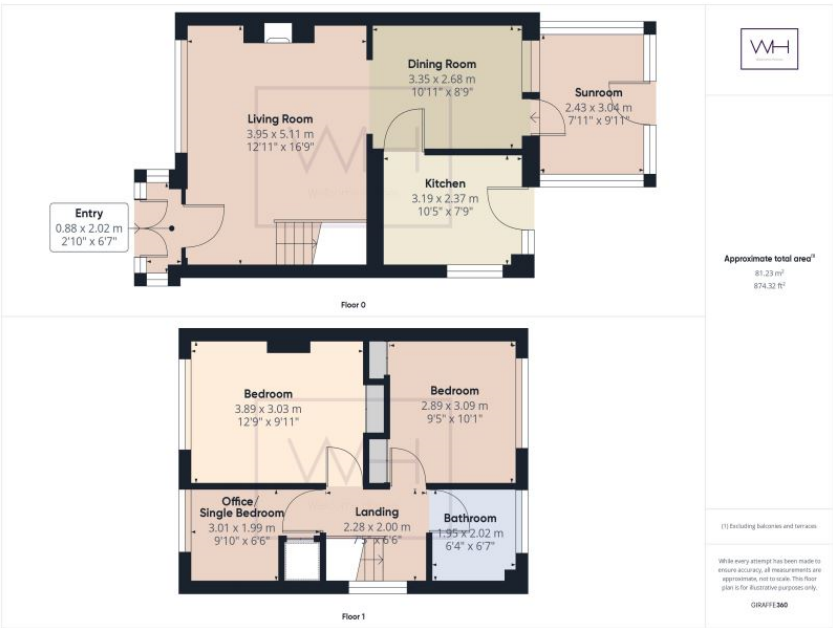 Living Room
3.95 x 5.11 m
12'11" x 16'9"
Dining Room
3.35 x 2.68 m
10'11" x 8'9"
Sunroom
2.43 x 3.04 m
7'11" x 9'11"
Kitchen
3.19 x 2.37 m
10'5" x 7'9"
Entry
0.88 x 2.02 m
2'10" x 6'7"
Floor 0
Bedroom
3.89 x 3.03 m
12'9" x 9'11"
Bedroom
2.89 x 3.09 m
9'5" x 10'1"
Office/
Single Bedroom
3.01 x 1.99 m
9'10" x 6'6"
Landing
2.28 x 2.00 m
7'5" x 6'6"
Bathroom
1.95 x 2.02 m
6'4" x 6'7"
Floor 1
WH
Approximate total area⁽¹⁾
81.23 m²
874.32 ft²
(1) Excluding balconies and terraces
While every attempt has been made to
ensure accuracy, all measurements are
approximate, not to scale. This floor
plan is for illustrative purposes only.
GIRAFFE360